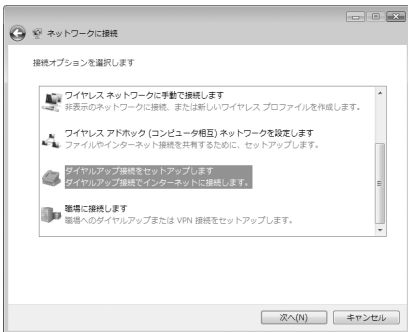 ネットワークに接続
接続オプションを選択します
ワイヤレス ネットワークに手動で接続します
非表示のネットワークに接続、または新しいワイヤレス プロファイルを作成します。
ワイヤレス アドホック (コンピュータ相互) ネットワークを設定します
ファイルやインターネット接続を共有するために、セットアップします。
ダイヤルアップ接続をセットアップします
ダイヤルアップ接続でインターネットに接続します。
職場に接続します
職場へのダイヤルアップまたは VPN 接続をセットアップします。
次へ(N)
キャンセル